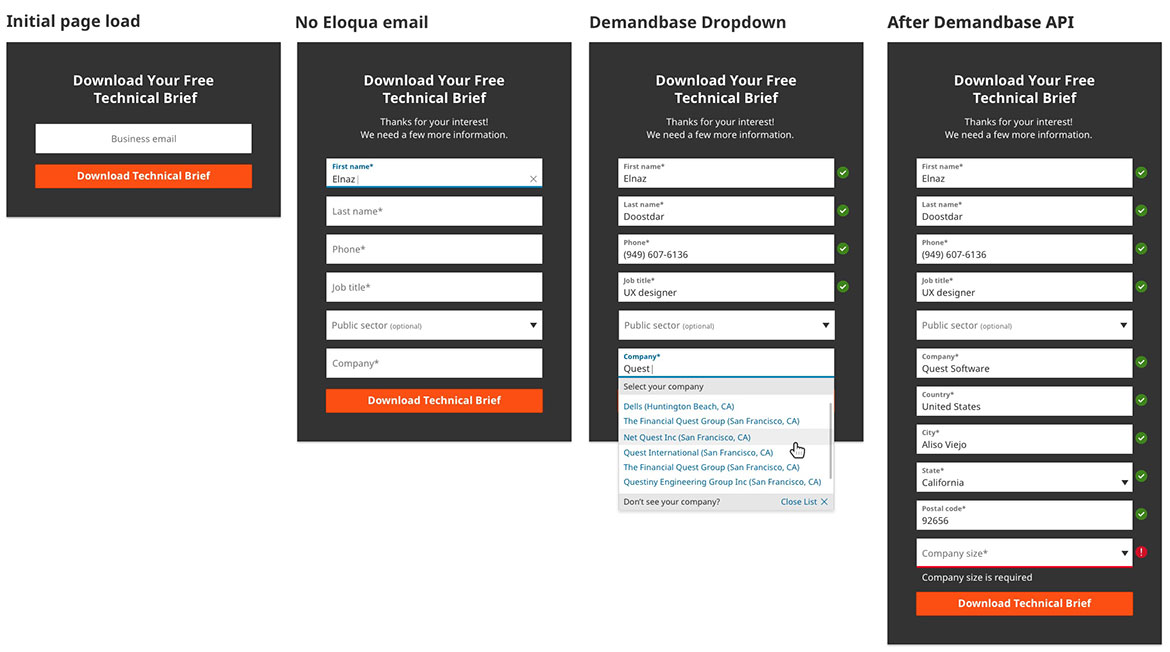 Initial page load
Download Your Free
Technical Brief
Business email
Download Technical Brief
No Eloqua email
Download Your Free
Technical Brief
Thanks for your interest!
We need a few more information.
First name*
Elnaz
Last name*
Phone*
Job title*
Public sector (optional)
Company*
Download Technical Brief
Demandbase Dropdown
Download Your Free
Technical Brief
Thanks for your interest!
We need a few more information.
First name*
Elnaz
Last name*
Doostdar
Phone*
(949) 607-6136
Job title*
UX designer
Public sector (optional)
Company*
Quest
Select your company
Dells (Huntington Beach, CA)
The Financial Quest Group (San Francisco, CA)
Net Quest Inc (San Francisco, CA)
Quest International (San Francisco, CA)
The Financial Quest Group (San Francisco, CA)
Questiny Engineering Group Inc (San Francisco, CA)
Don't see your company? Close List
After Demandbase API
Download Your Free
Technical Brief
Thanks for your interest!
We need a few more information.
First name*
Elnaz
Last name*
Doostdar
Phone*
(949) 607-6136
Job title*
UX designer
Public sector (optional)
Company*
Quest Software
Country*
United States
City*
Aliso Viejo
State*
California
Postal code*
92656
Company size*
Company size is required
Download Technical Brief